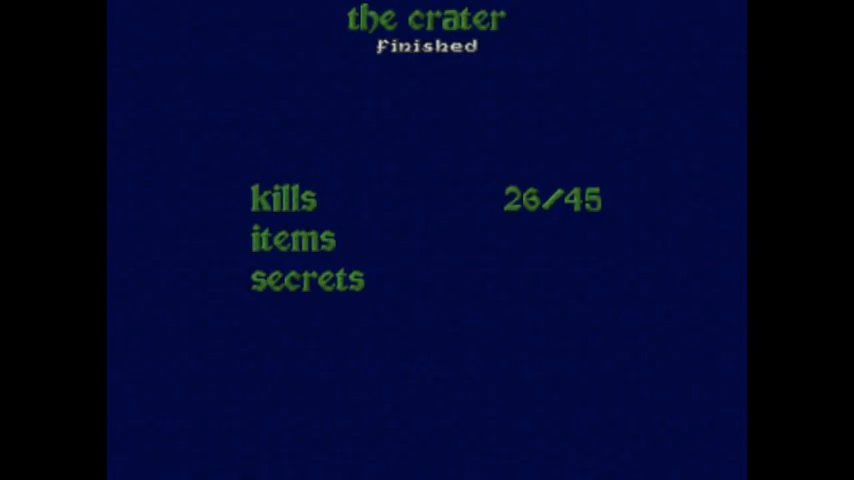 the crater
finished
kills 26/45
items
secrets